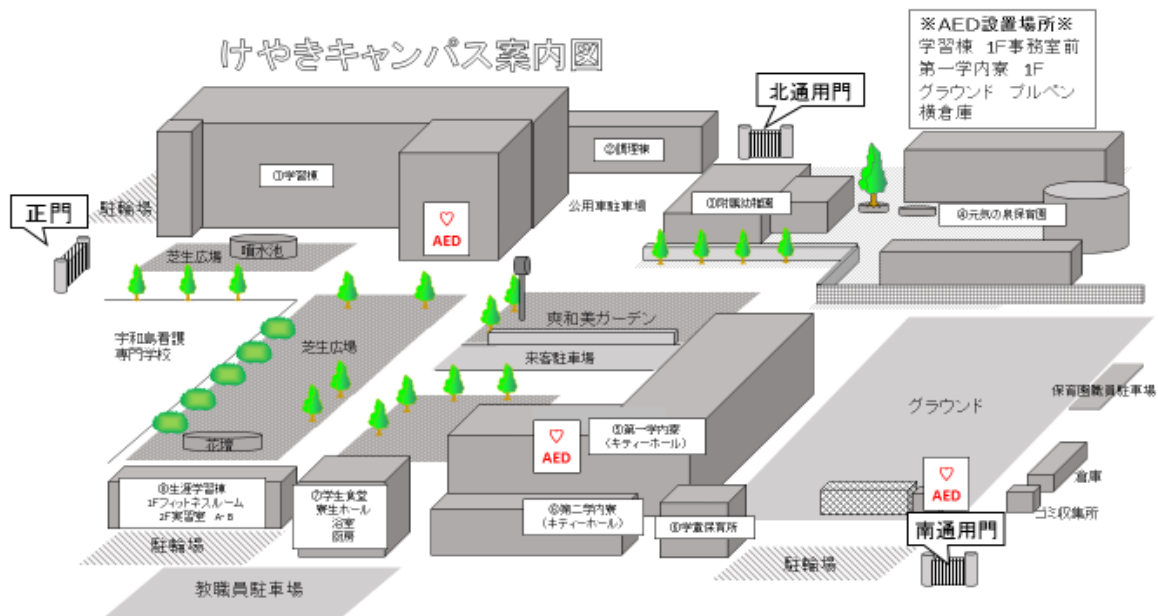 けやきキャンパス案内図
※AED設置場所※
学習棟 1F事務室前
第一学内寮 1F
グラウンド ブルペン
横倉庫
北通用門
②調理棟
①学習棟
正門
駐輪場
公用車駐車場
③附属幼稚園
④元気の泉保育園
♡
AED
噴水池
芝生広場
宇和島看護
専門学校
芝生広場
爽和美ガーデン
来客駐車場
グラウンド
保育園職員駐車場
⑤第一学内寮
(キティーホール)
♡
AED
花壇
⑧生涯学習棟
1Fフィットネスルーム
2F実習室 A・B
⑦学生食堂
寮生ホール
浴室
厨房
⑥第二学内寮
(キティーホール)
学童保育所
♡
AED
倉庫
ゴミ収集所
南通用門
駐輪場
駐輪場
教職員駐車場